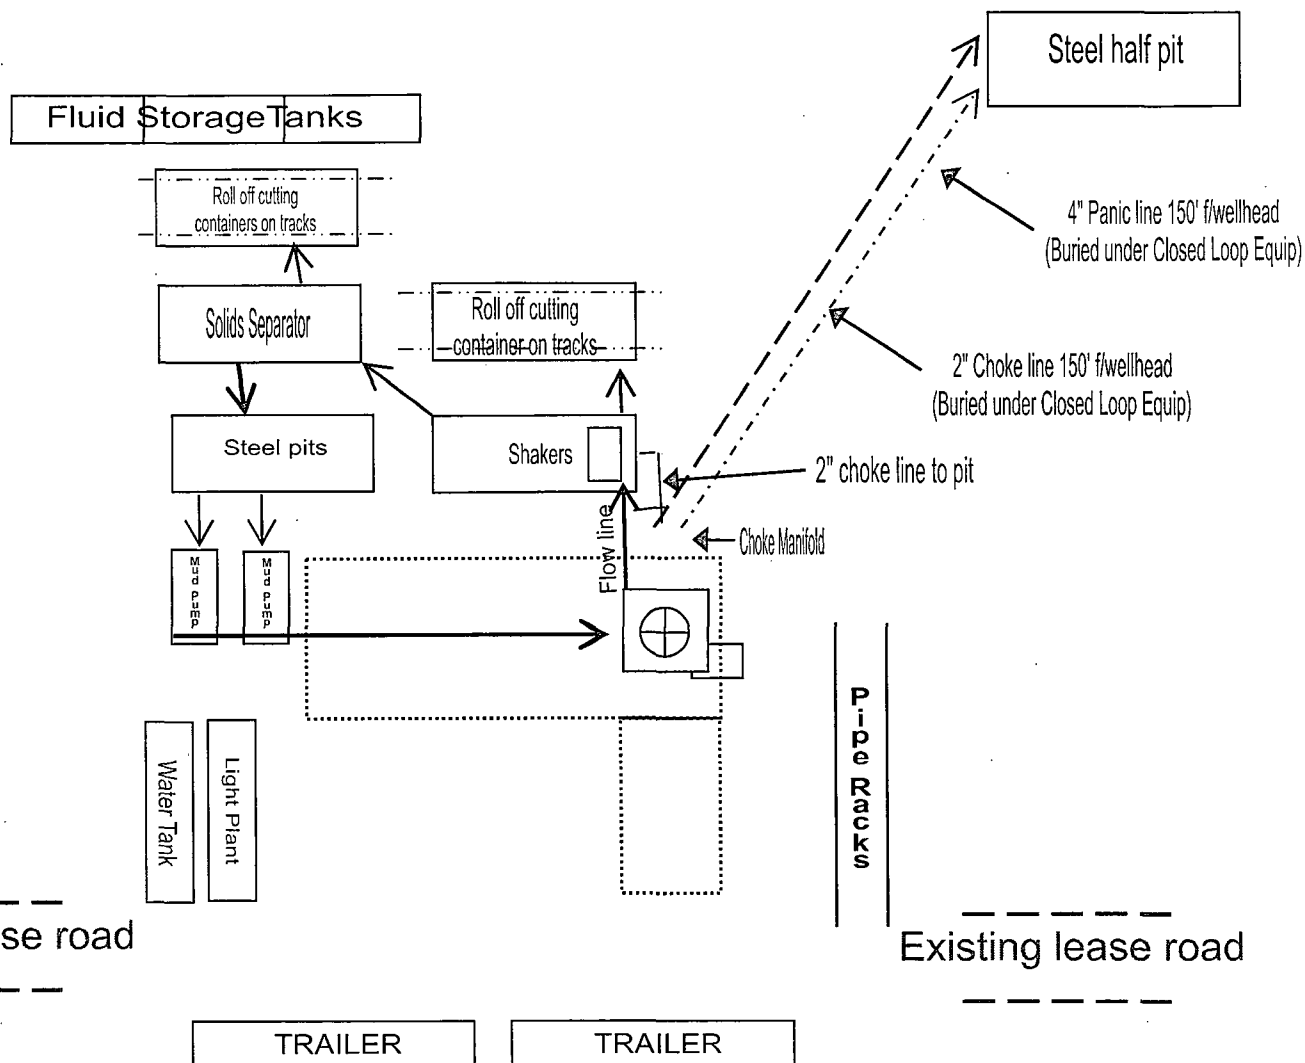 Steel half pit
Fluid StorageTanks
Roll off cutting
containers on tracks
4" Panic line 150' f/wellhead
(Buried under Closed Loop Equip)
Solids Separator
Roll off cutting
container on tracks
2" Choke line 150' f/wellhead
(Buried under Closed Loop Equip)
Steel pits
Shakers
2" choke line to pit
Flow line
Choke Manifold
Mud Pump
Mud Pump
Pipe Racks
Water Tank
Light Plant
se road
Existing lease road
TRAILER
TRAILER